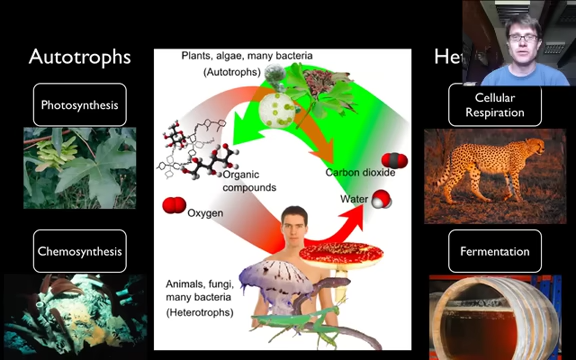 Autotrophs
Photosynthesis
Chemosynthesis
Plants, algae, many bacteria
(Autotrophs)
Organic
compounds
Oxygen
Carbon dioxide
Water
Animals, fungi,
many bacteria
(Heterotrophs)
Cellular
Respiration
Fermentation